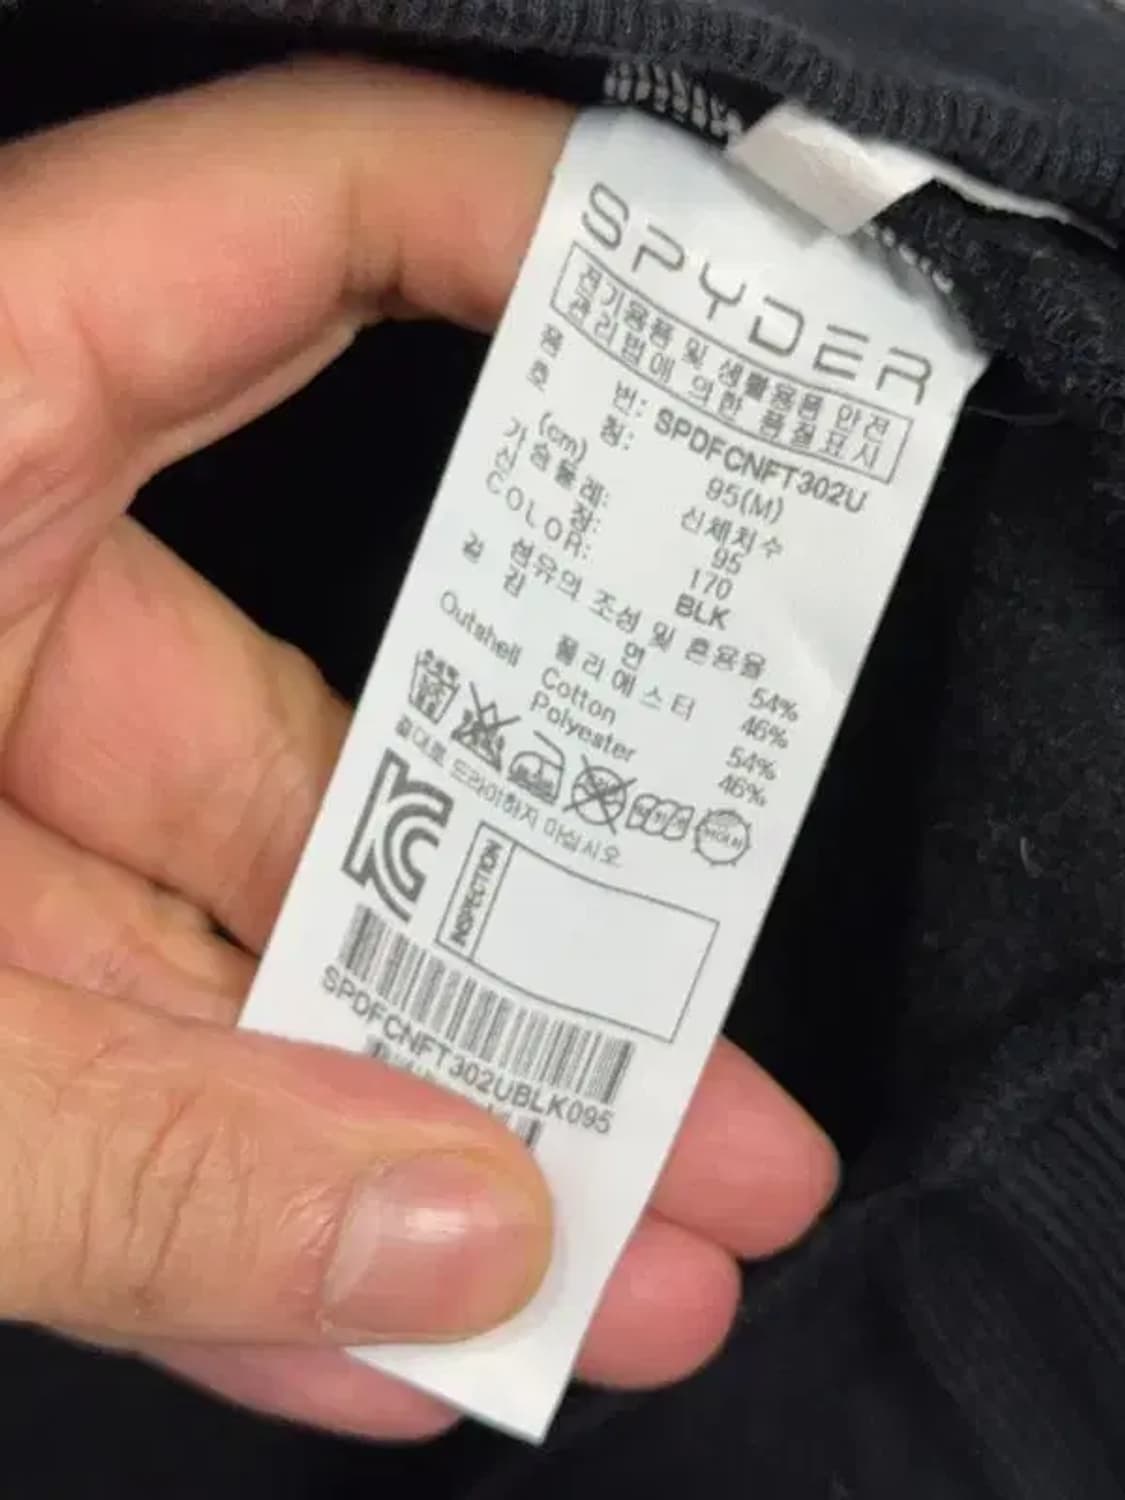 SPYDER
전기용품 및 생활용품 안전
관리법에 의한 품질표시
품 번: SPDFCNFT302U
호 칭: 95(M)
(cm) 신체치수
가슴둘레: 95
신 장: 170
COLOR: BLK
섬유의 조성 및 혼용율
겉 감 면 54%
폴리에스터 46%
Outshell Cotton 54%
Polyester 46%
절대로 드라이하지 마십시오
INSPECTION
SPDFCNFT302UBLK095